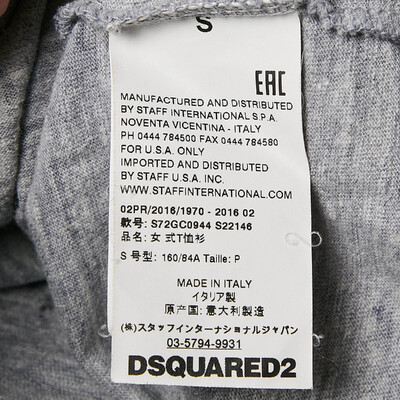 S
EAC
MANUFACTURED AND DISTRIBUTED
BY STAFF INTERNATIONAL S.P.A.
NOVENTA VICENTINA - ITALY
PH 0444 784500 FAX 0444 784580
FOR U.S.A. ONLY
IMPORTED AND DISTRIBUTED
BY STAFF U.S.A. INC.
WWW.STAFFINTERNATIONAL.COM
02PR/2016/1970 - 2016 02
款号: S72GC0944 S22146
品名: 女 式T恤衫
S 号型: 160/84A Taille: P
MADE IN ITALY
イタリア製
原产国: 意大利製造
(株)スタッフインターナショナルジャパン
03-5794-9931
DSQUARED2